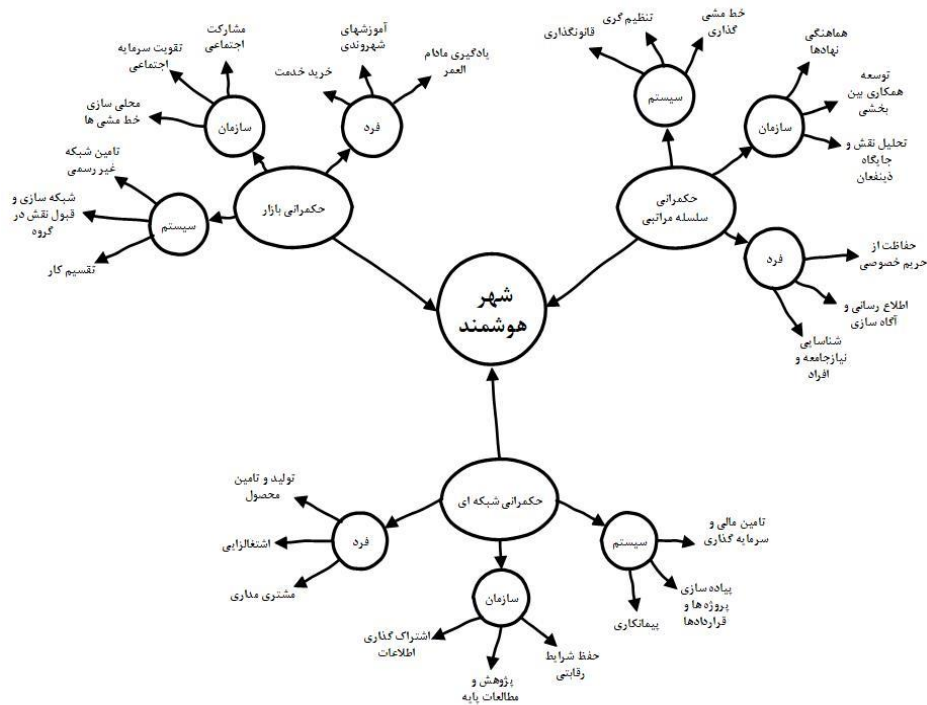 خط مشی
گذاری
تنظیم گری
قانونگذاری
سیستم
هماهنگی
نهادها
توسعه
همکاری بین
بخشی
تحلیل نقش و
جایگاه
ذینفعان
سازمان
حکمرانی
سلسله مراتبی
فرد
حفاظت از
حریم خصوصی
اطلاع رسانی و
آگاه سازی
شناسایی
نیازجامعه و
افراد
یادگیری مادام
العمر
آموزشهای
شهروندی
خرید خدمت
فرد
مشارکت
اجتماعی
تقویت سرمایه
اجتماعی
محلی سازی
خط مشی ها
سازمان
حکمرانی بازار
تامین شبکه
غیر رسمی
شبکه سازی و
قبول نقش در
گروه
تقسیم کار
سیستم
شهر
هوشمند
حکمرانی شبکه ای
سیستم
تامین مالی و
سرمایه گذاری
پیاده سازی
پروژه ها و
قراردادها
پیمانکاری
سازمان
حفظ شرایط
رقابتی
پژوهش و
مطالعات پایه
اشتراک گذاری
اطلاعات
فرد
تولید و تامین
محصول
اشتغالزایی
مشتری مداری